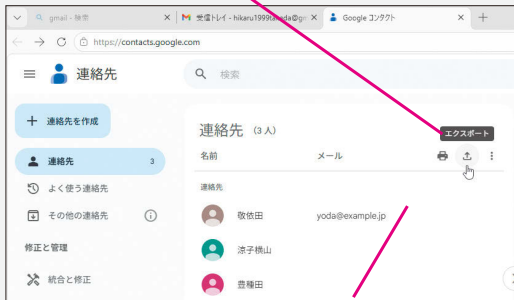 gmail - 検索
受信トレイ - hikaru1999takeda@gm
Google コンタクト
https://contacts.google.com
連絡先
検索
連絡先を作成
連絡先 (3 人)
エクスポート
名前 メール
連絡先 3
よく使う連絡先
連絡先
その他の連絡先
敬依田 yoda@example.jp
修正と管理
涼子横山
統合と修正
豊種田